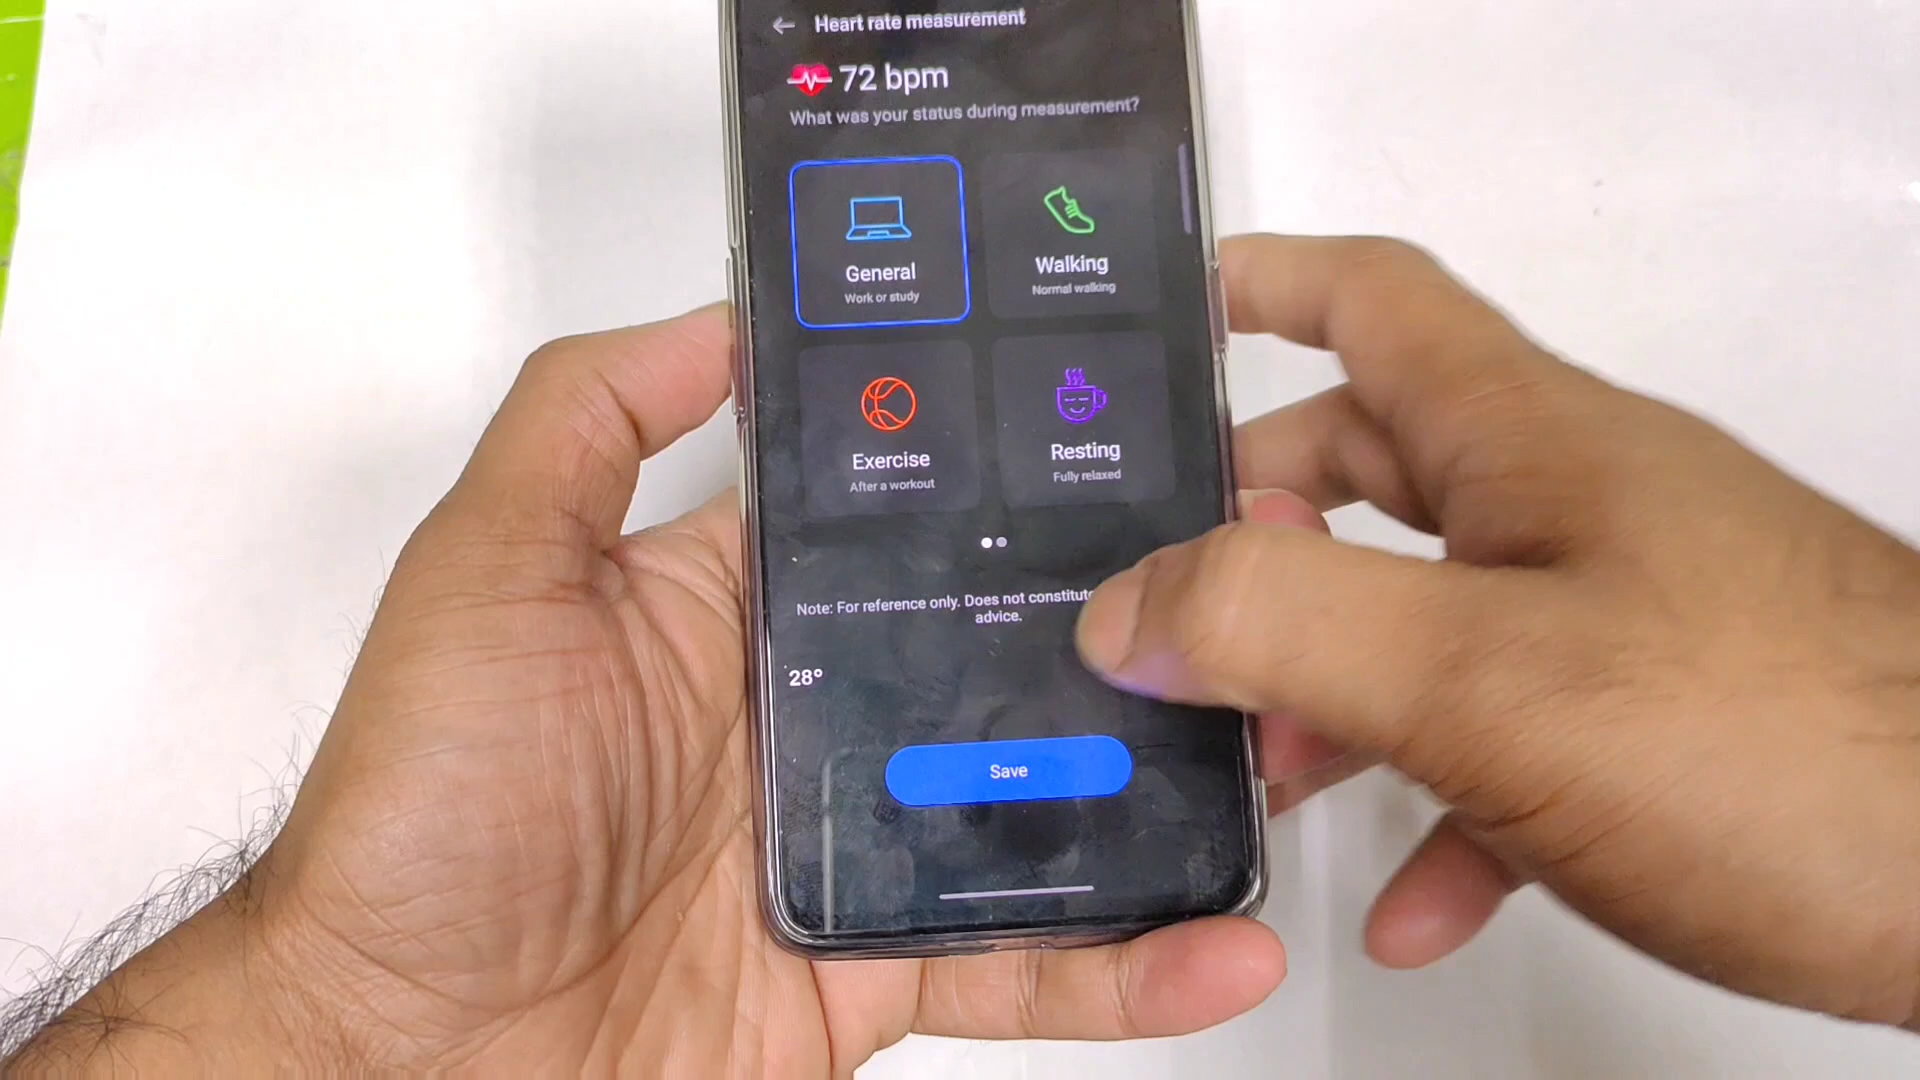 Heart rate measurement
72 bpm
What was your status during measurement?
General
Work or study
Walking
Normal walking
Exercise
After a workout
Resting
Fully relaxed
Note: For reference only. Does not constitute
advice.
28°
Save